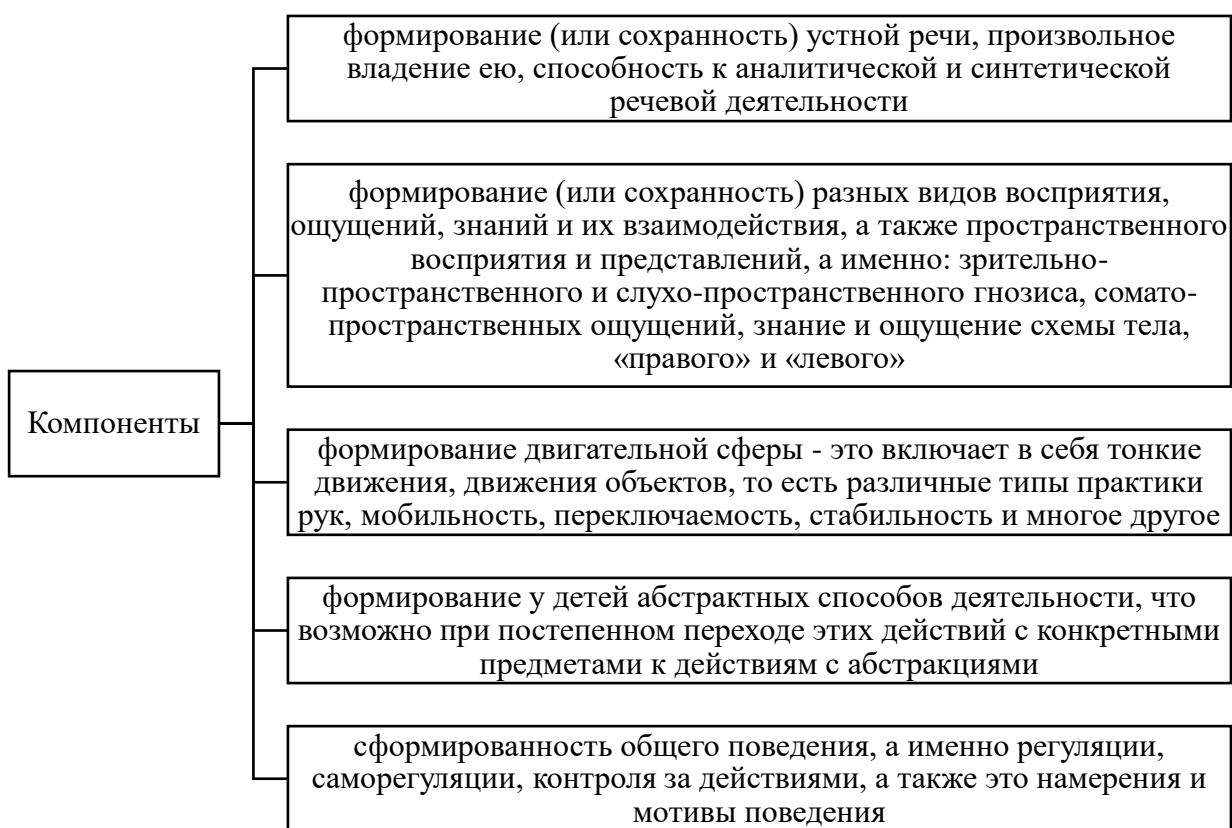 формирование (или сохранность) устной речи, произвольное
владение ею, способность к аналитической и синтетической
речевой деятельности
формирование (или сохранность) разных видов восприятия,
ощущений, знаний и их взаимодействия, а также пространственного
восприятия и представлений, а именно: зрительно-
пространственного и слухо-пространственного гнозиса, сомато-
пространственных ощущений, знание и ощущение схемы тела,
«правого» и «левого»
Компоненты
формирование двигательной сферы - это включает в себя тонкие
движения, движения объектов, то есть различные типы практики
рук, мобильность, переключаемость, стабильность и многое другое
формирование у детей абстрактных способов деятельности, что
возможно при постепенном переходе этих действий с конкретными
предметами к действиям с абстракциями
сформированность общего поведения, а именно регуляции,
саморегуляции, контроля за действиями, а также это намерения и
мотивы поведения